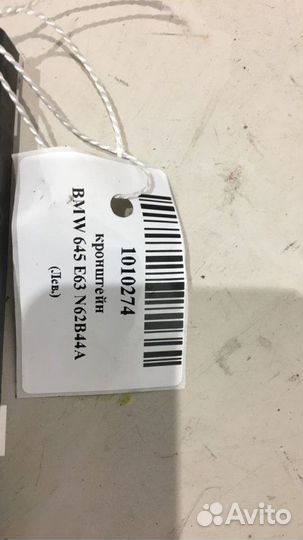 1010274
кронштейн
BMW 645 E63 N62B44A
(Лев.)
Avito